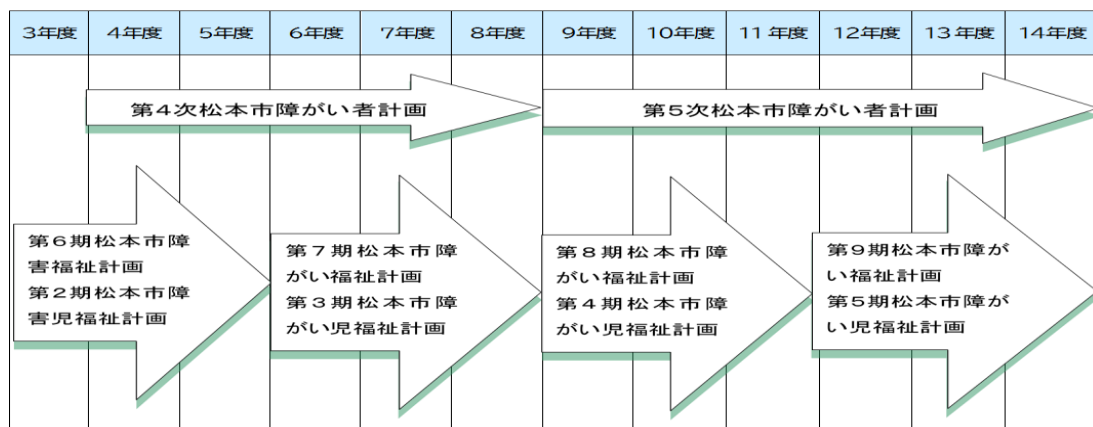 3年度 4年度 5年度 6年度 7年度 8年度 9年度 10年度 11年度 12年度 13年度 14年度
第4次松本市障がい者計画
第5次松本市障がい者計画
第6期松本市障
害福祉計画
第2期松本市障
害児福祉計画
第7期松本市障
がい福祉計画
第3期松本市障
がい児福祉計画
第8期松本市障
がい福祉計画
第4期松本市障
がい児福祉計画
第9期松本市障が
い福祉計画
第5期松本市障が
い児福祉計画